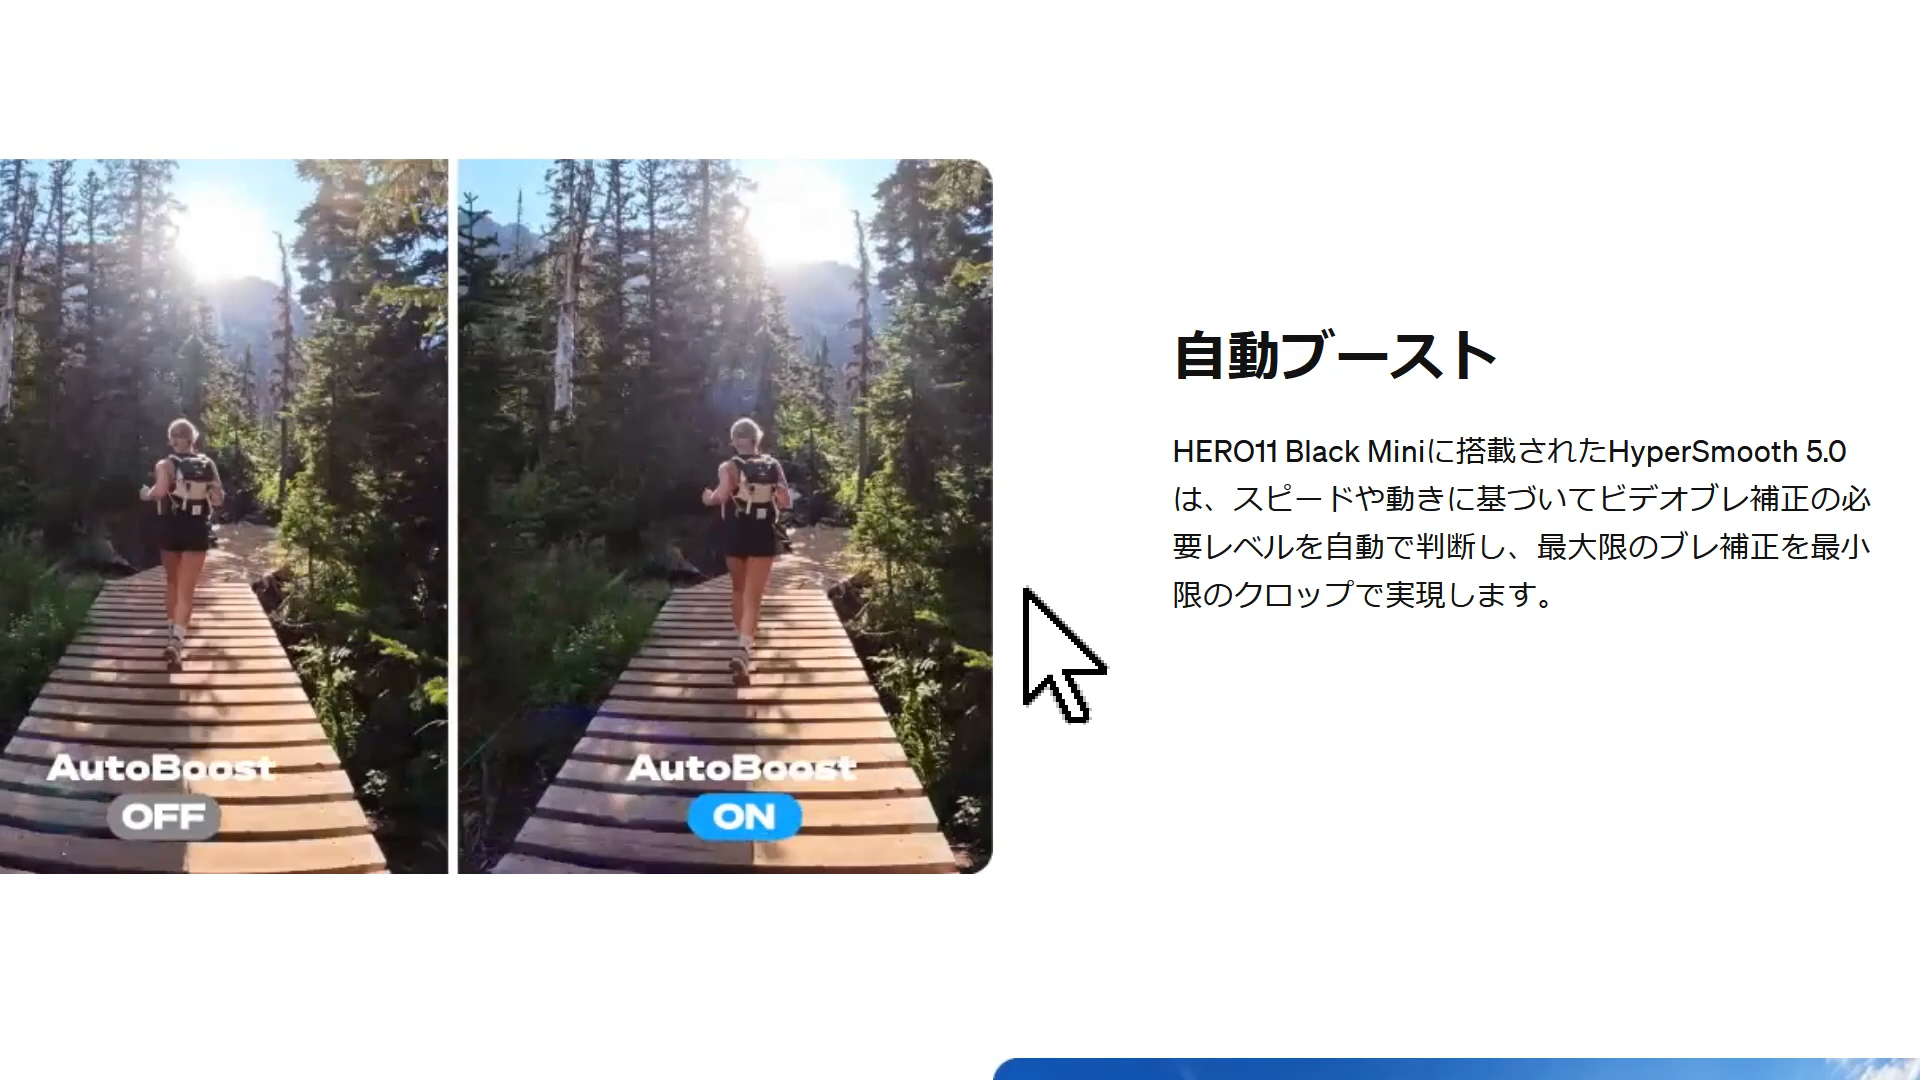 自動ブースト
HERO11 Black Miniに搭載されたHyperSmooth 5.0
は、スピードや動きに基づいてビデオブレ補正の必
要レベルを自動で判断し、最大限のブレ補正を最小
限のクロップで実現します。
AutoBoost
OFF
AutoBoost
ON